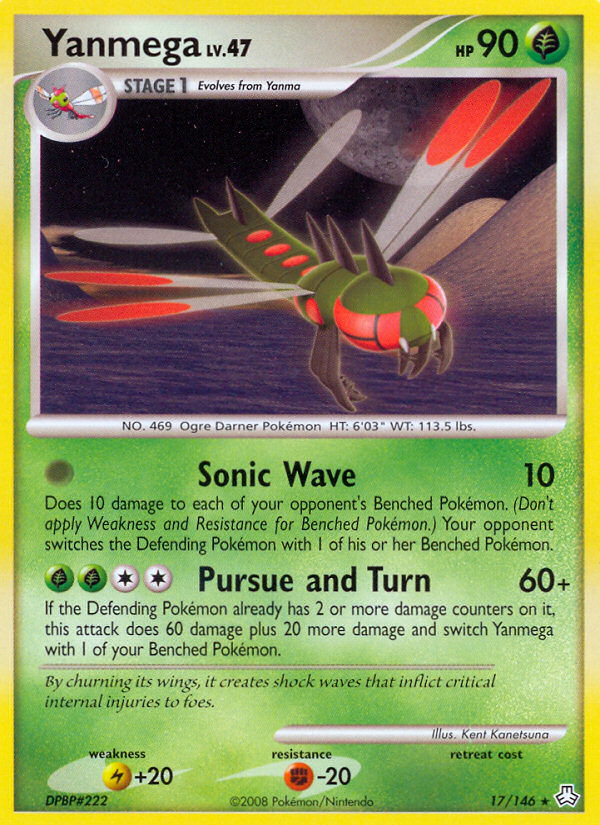 Yanmega LV.47 HP 90
STAGE 1 Evolves from Yanma
NO. 469 Ogre Darner Pokémon HT: 6'03" WT: 113.5 lbs.
Sonic Wave 10
Does 10 damage to each of your opponent's Benched Pokémon. (Don't
apply Weakness and Resistance for Benched Pokémon.) Your opponent
switches the Defending Pokémon with 1 of his or her Benched Pokémon.
Pursue and Turn 60+
If the Defending Pokémon already has 2 or more damage counters on it,
this attack does 60 damage plus 20 more damage and switch Yanmega
with 1 of your Benched Pokémon.
By churning its wings, it creates shock waves that inflict critical
internal injuries to foes.
Illus. Kent Kanetsuna
weakness resistance retreat cost
+20 -20
DPBP#222 ©2008 Pokémon/Nintendo 17/146 ★